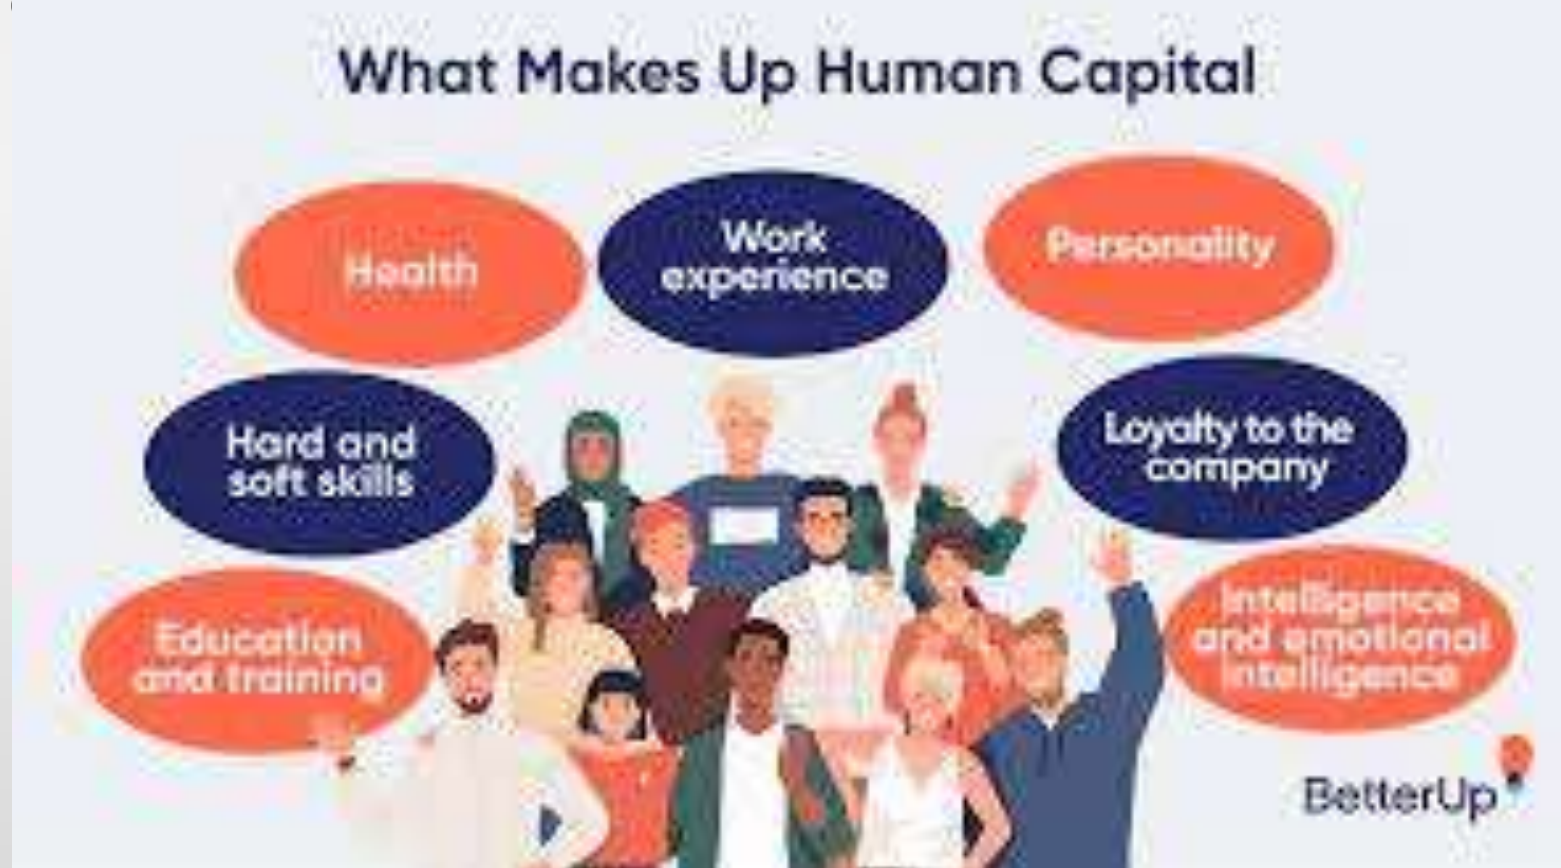 What Makes Up Human Capital
Health
Work
experience
Personality
Hard and
soft skills
Loyalty to the
company
Education
and training
Intelligence
and emotional
intelligence
BetterUp